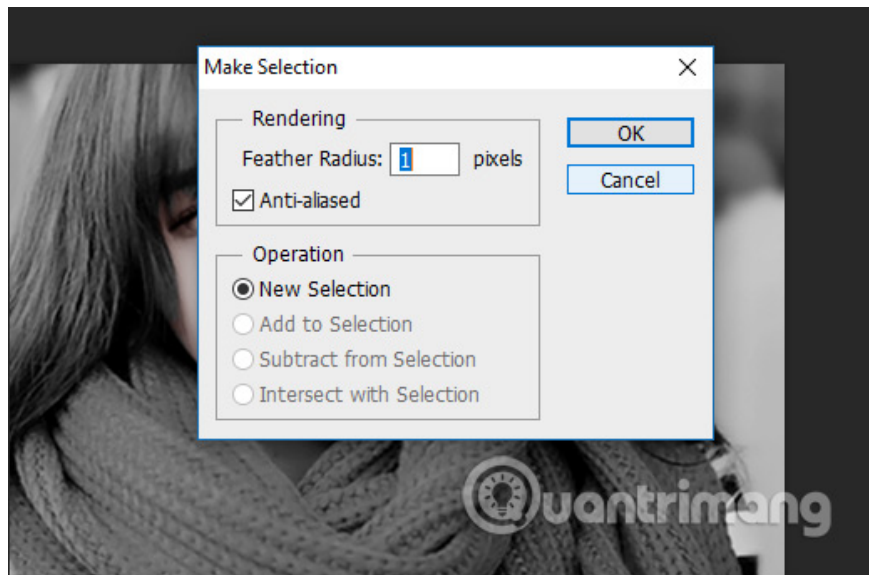 Make Selection
Rendering
Feather Radius: 1 pixels
Anti-aliased
OK
Cancel
Operation
New Selection
Add to Selection
Subtract from Selection
Intersect with Selection
Quantrimang